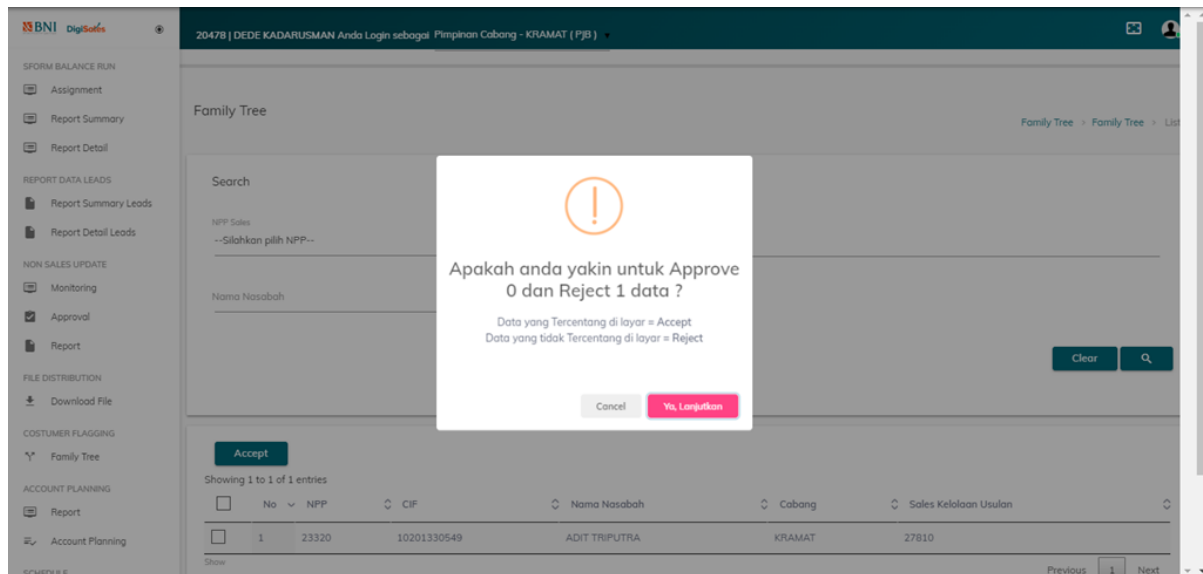 BNI DigiSales
20478 | DEDE KADARUSMAN Anda Login sebagai Pimpinan Cabang - KRAMAT ( PJB )
SFORM BALANCE RUN
Assignment
Report Summary
Report Detail
REPORT DATA LEADS
Report Summary Leads
Report Detail Leads
NON SALES UPDATE
Monitoring
Approval
Report
FILE DISTRIBUTION
Download File
COSTUMER FLAGGING
Family Tree
ACCOUNT PLANNING
Report
Account Planning
SCHEDULE
Family Tree
Family Tree > Family Tree > List
Search
NPP Sales
--Silahkan pilih NPP--
Nama Nasabah
Clear
Apakah anda yakin untuk Approve
0 dan Reject 1 data ?
Data yang Tercentang di layar = Accept
Data yang tidak Tercentang di layar = Reject
Cancel Ya, Lanjutkan
Accept
Showing 1 to 1 of 1 entries
No NPP CIF Nama Nasabah Cabang Sales Kelolaan Usulan
1 23320 10201330549 ADIT TRIPUTRA KRAMAT 27810
Show
Previous 1 Next